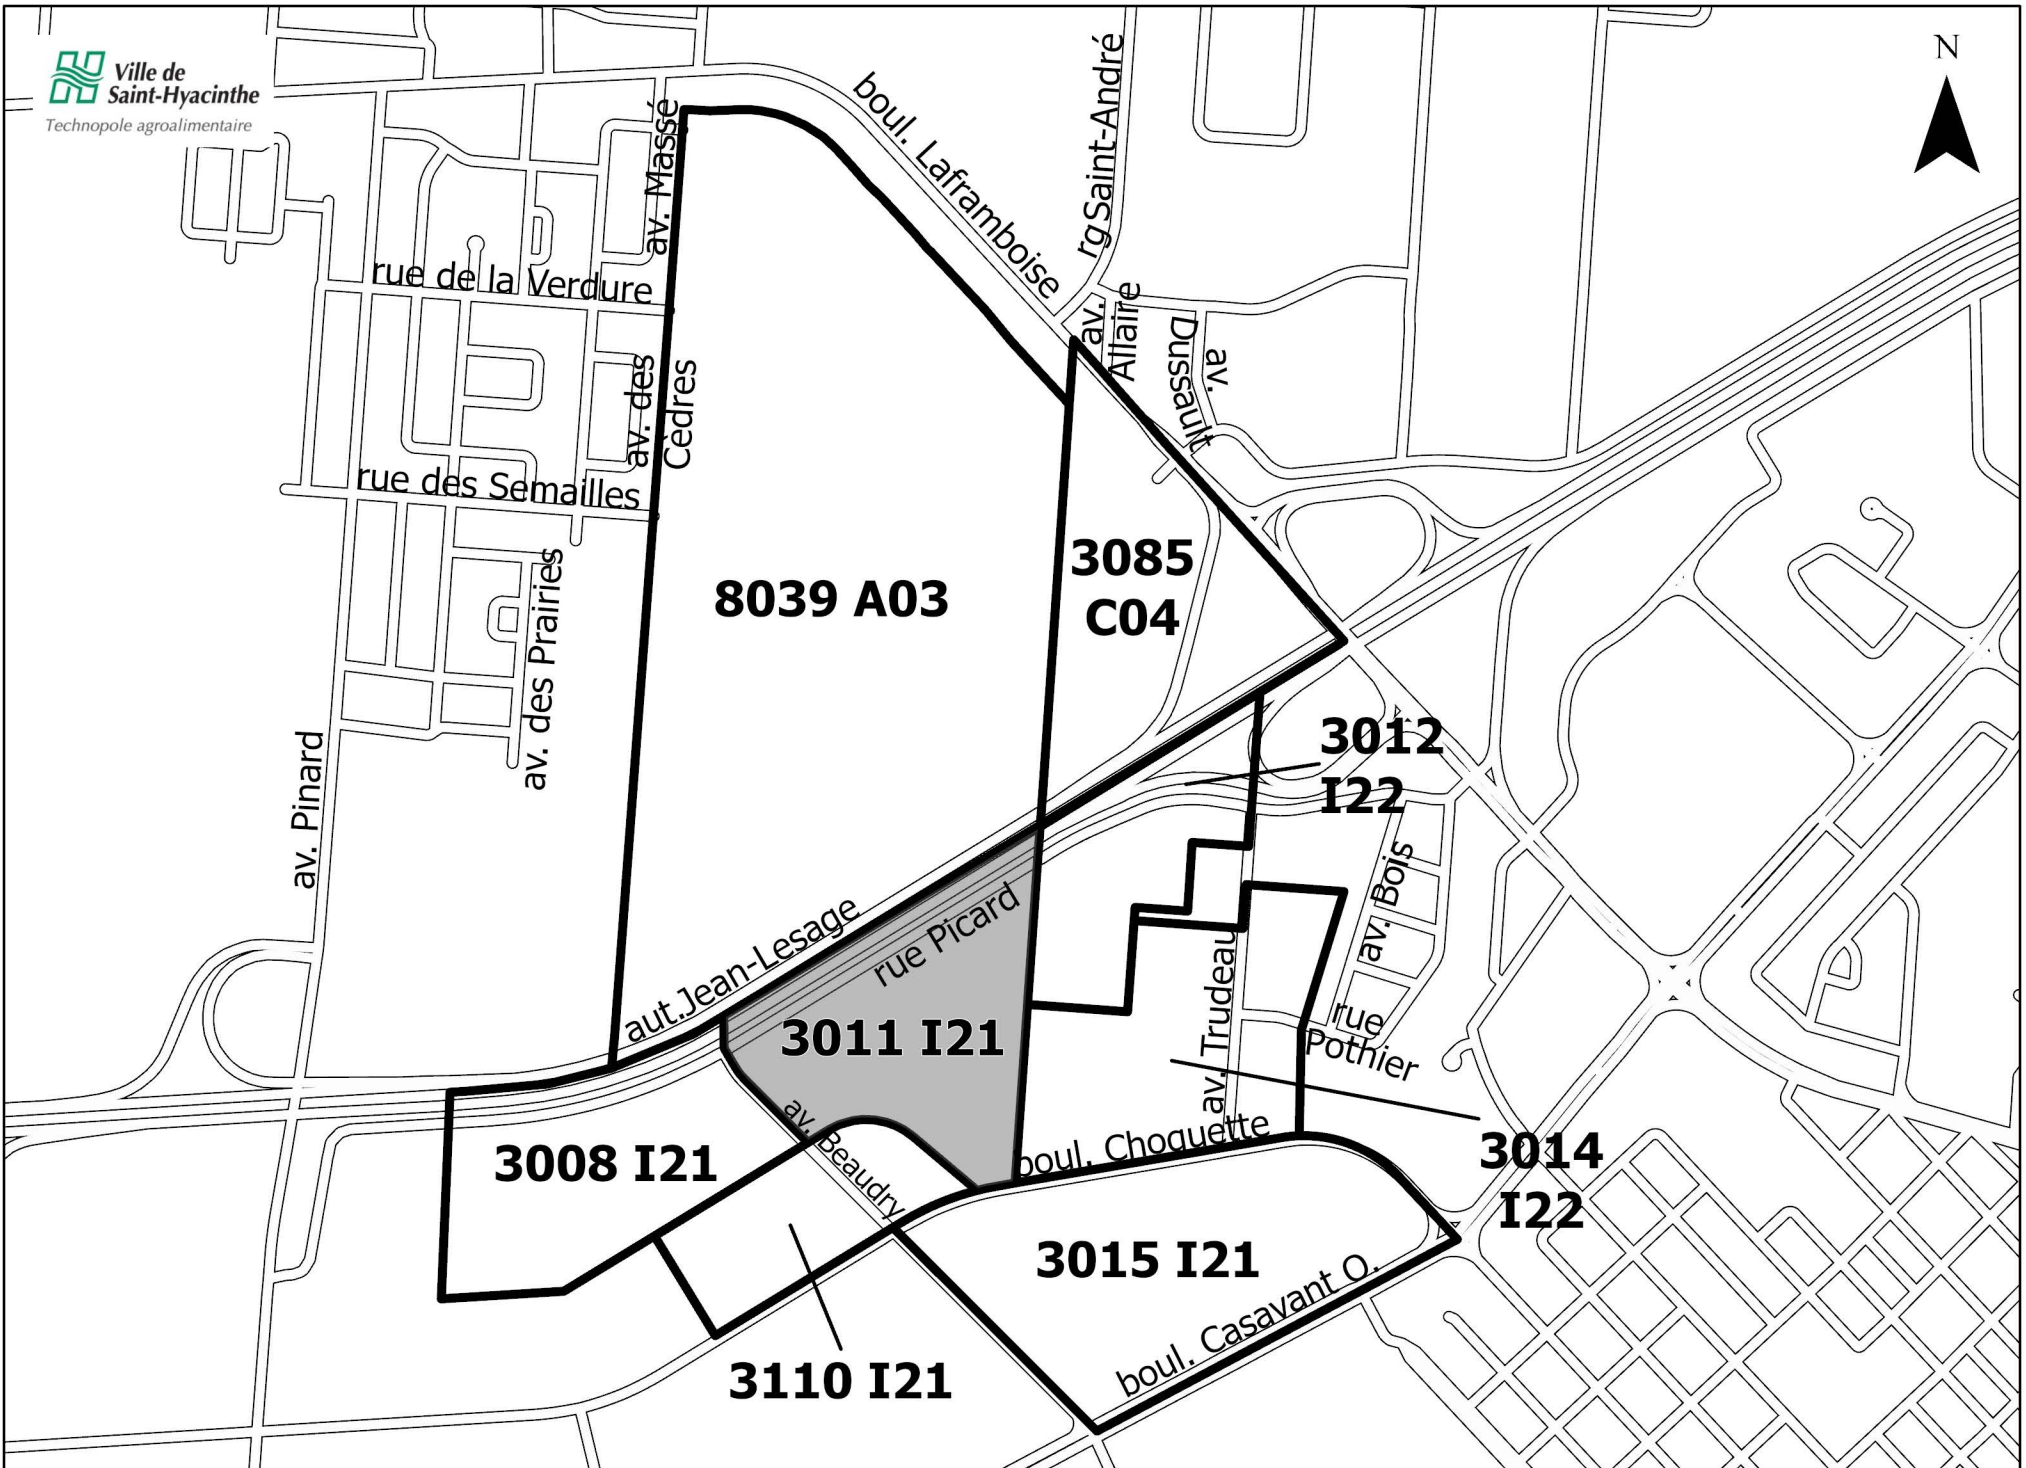 Ville de
Saint-Hyacinthe
Technopole agroalimentaire
N
boul. Laframboise
rg Saint-André
av. Massé
rue de la Verdure
av.
Allaire
av.
Dussault
av. des
Cèdres
rue des Semailles
8039 A03
3085
C04
av. des Prairies
av. Pinard
3012
I22
av. Bois
aut. Jean-Lesage
rue Picard
3011 I21
av. Trudeau
rue
Pothier
av. Beaudry
boul. Choquette
3008 I21
3014
I22
3015 I21
boul. Casavant O.
3110 I21